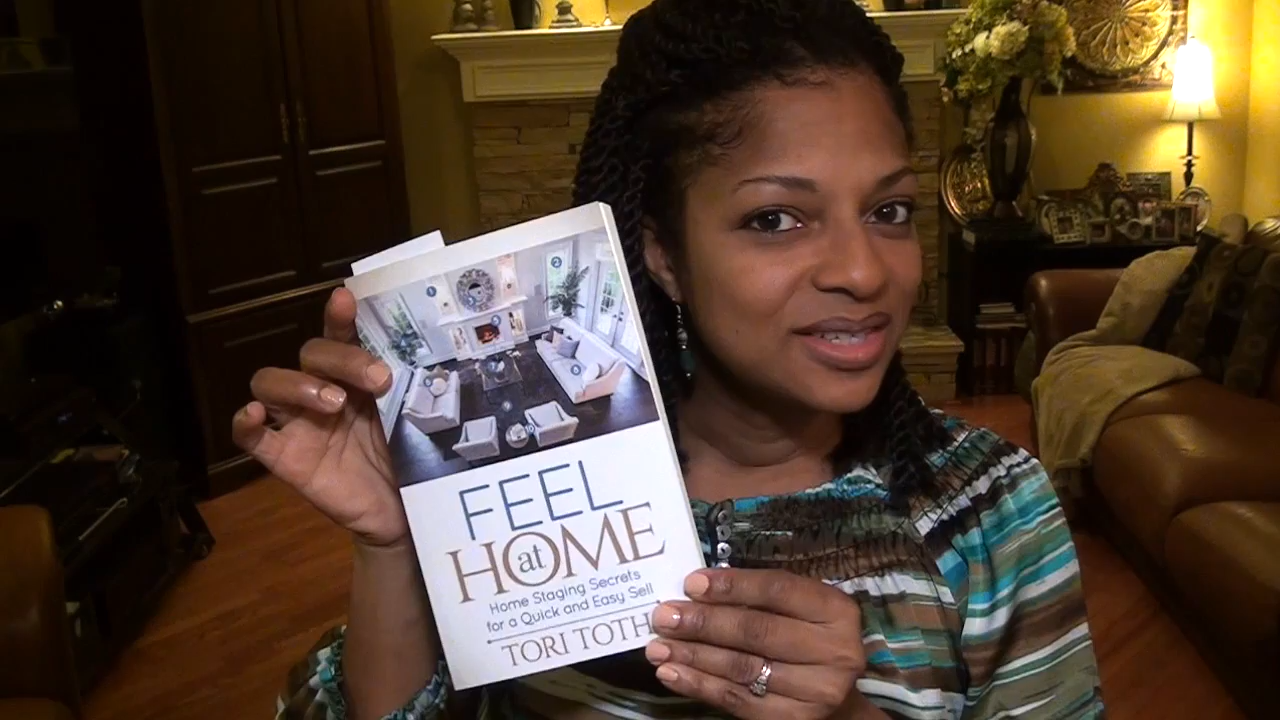 FEEL
at
HOME
Home Staging Secrets
for a Quick and Easy Sell
TORI TOTH